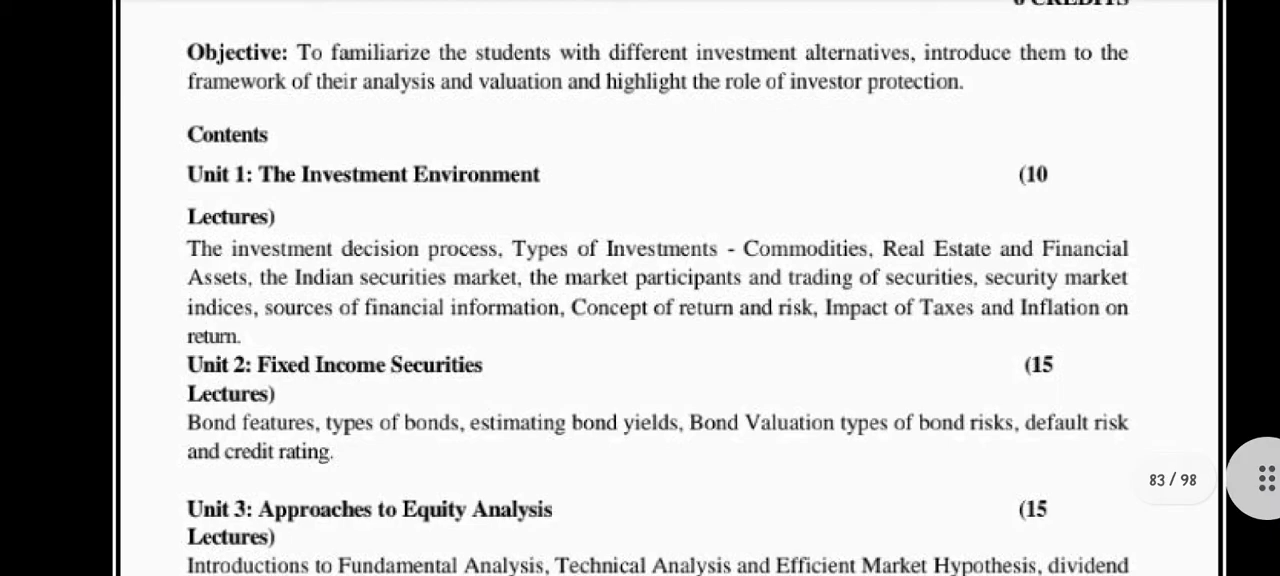 6 CREDITS
Objective: To familiarize the students with different investment alternatives, introduce them to the
framework of their analysis and valuation and highlight the role of investor protection.
Contents
Unit 1: The Investment Environment (10
Lectures)
The investment decision process, Types of Investments - Commodities, Real Estate and Financial
Assets, the Indian securities market, the market participants and trading of securities, security market
indices, sources of financial information, Concept of return and risk, Impact of Taxes and Inflation on
return.
Unit 2: Fixed Income Securities (15
Lectures)
Bond features, types of bonds, estimating bond yields, Bond Valuation types of bond risks, default risk
and credit rating.
83 / 98
Unit 3: Approaches to Equity Analysis (15
Lectures)
Introductions to Fundamental Analysis, Technical Analysis and Efficient Market Hypothesis, dividend